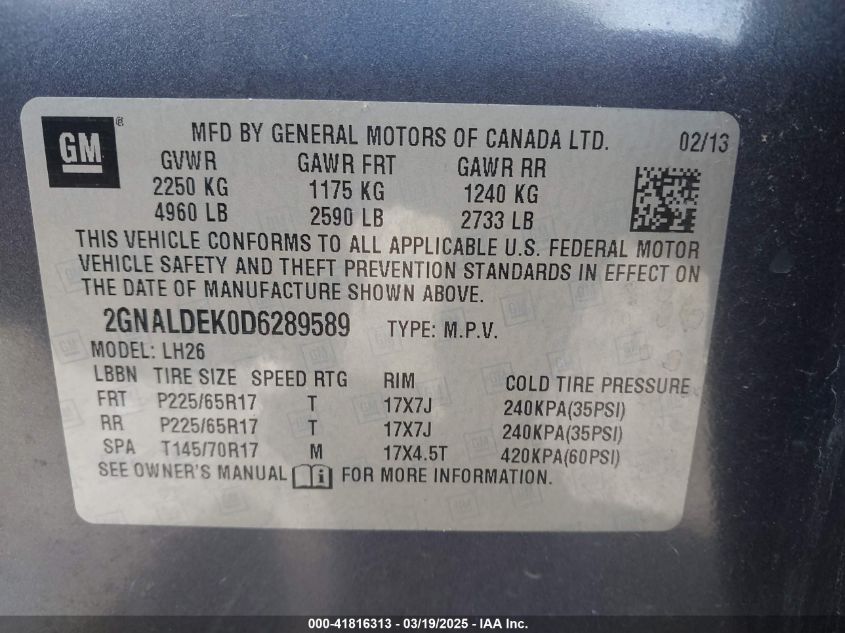 GM ®
MFD BY GENERAL MOTORS OF CANADA LTD. 02/13
GVWR GAWR FRT GAWR RR
2250 KG 1175 KG 1240 KG
4960 LB 2590 LB 2733 LB
THIS VEHICLE CONFORMS TO ALL APPLICABLE U.S. FEDERAL MOTOR
VEHICLE SAFETY AND THEFT PREVENTION STANDARDS IN EFFECT ON
THE DATE OF MANUFACTURE SHOWN ABOVE.
2GNALDEK0D6289589 TYPE: M.P.V.
MODEL: LH26
LBBN TIRE SIZE SPEED RTG RIM COLD TIRE PRESSURE
FRT P225/65R17 T 17X7J 240KPA(35PSI)
RR P225/65R17 T 17X7J 240KPA(35PSI)
SPA T145/70R17 M 17X4.5T 420KPA(60PSI)
SEE OWNER'S MANUAL i FOR MORE INFORMATION.
000-41816313 - 03/19/2025 - IAA Inc.